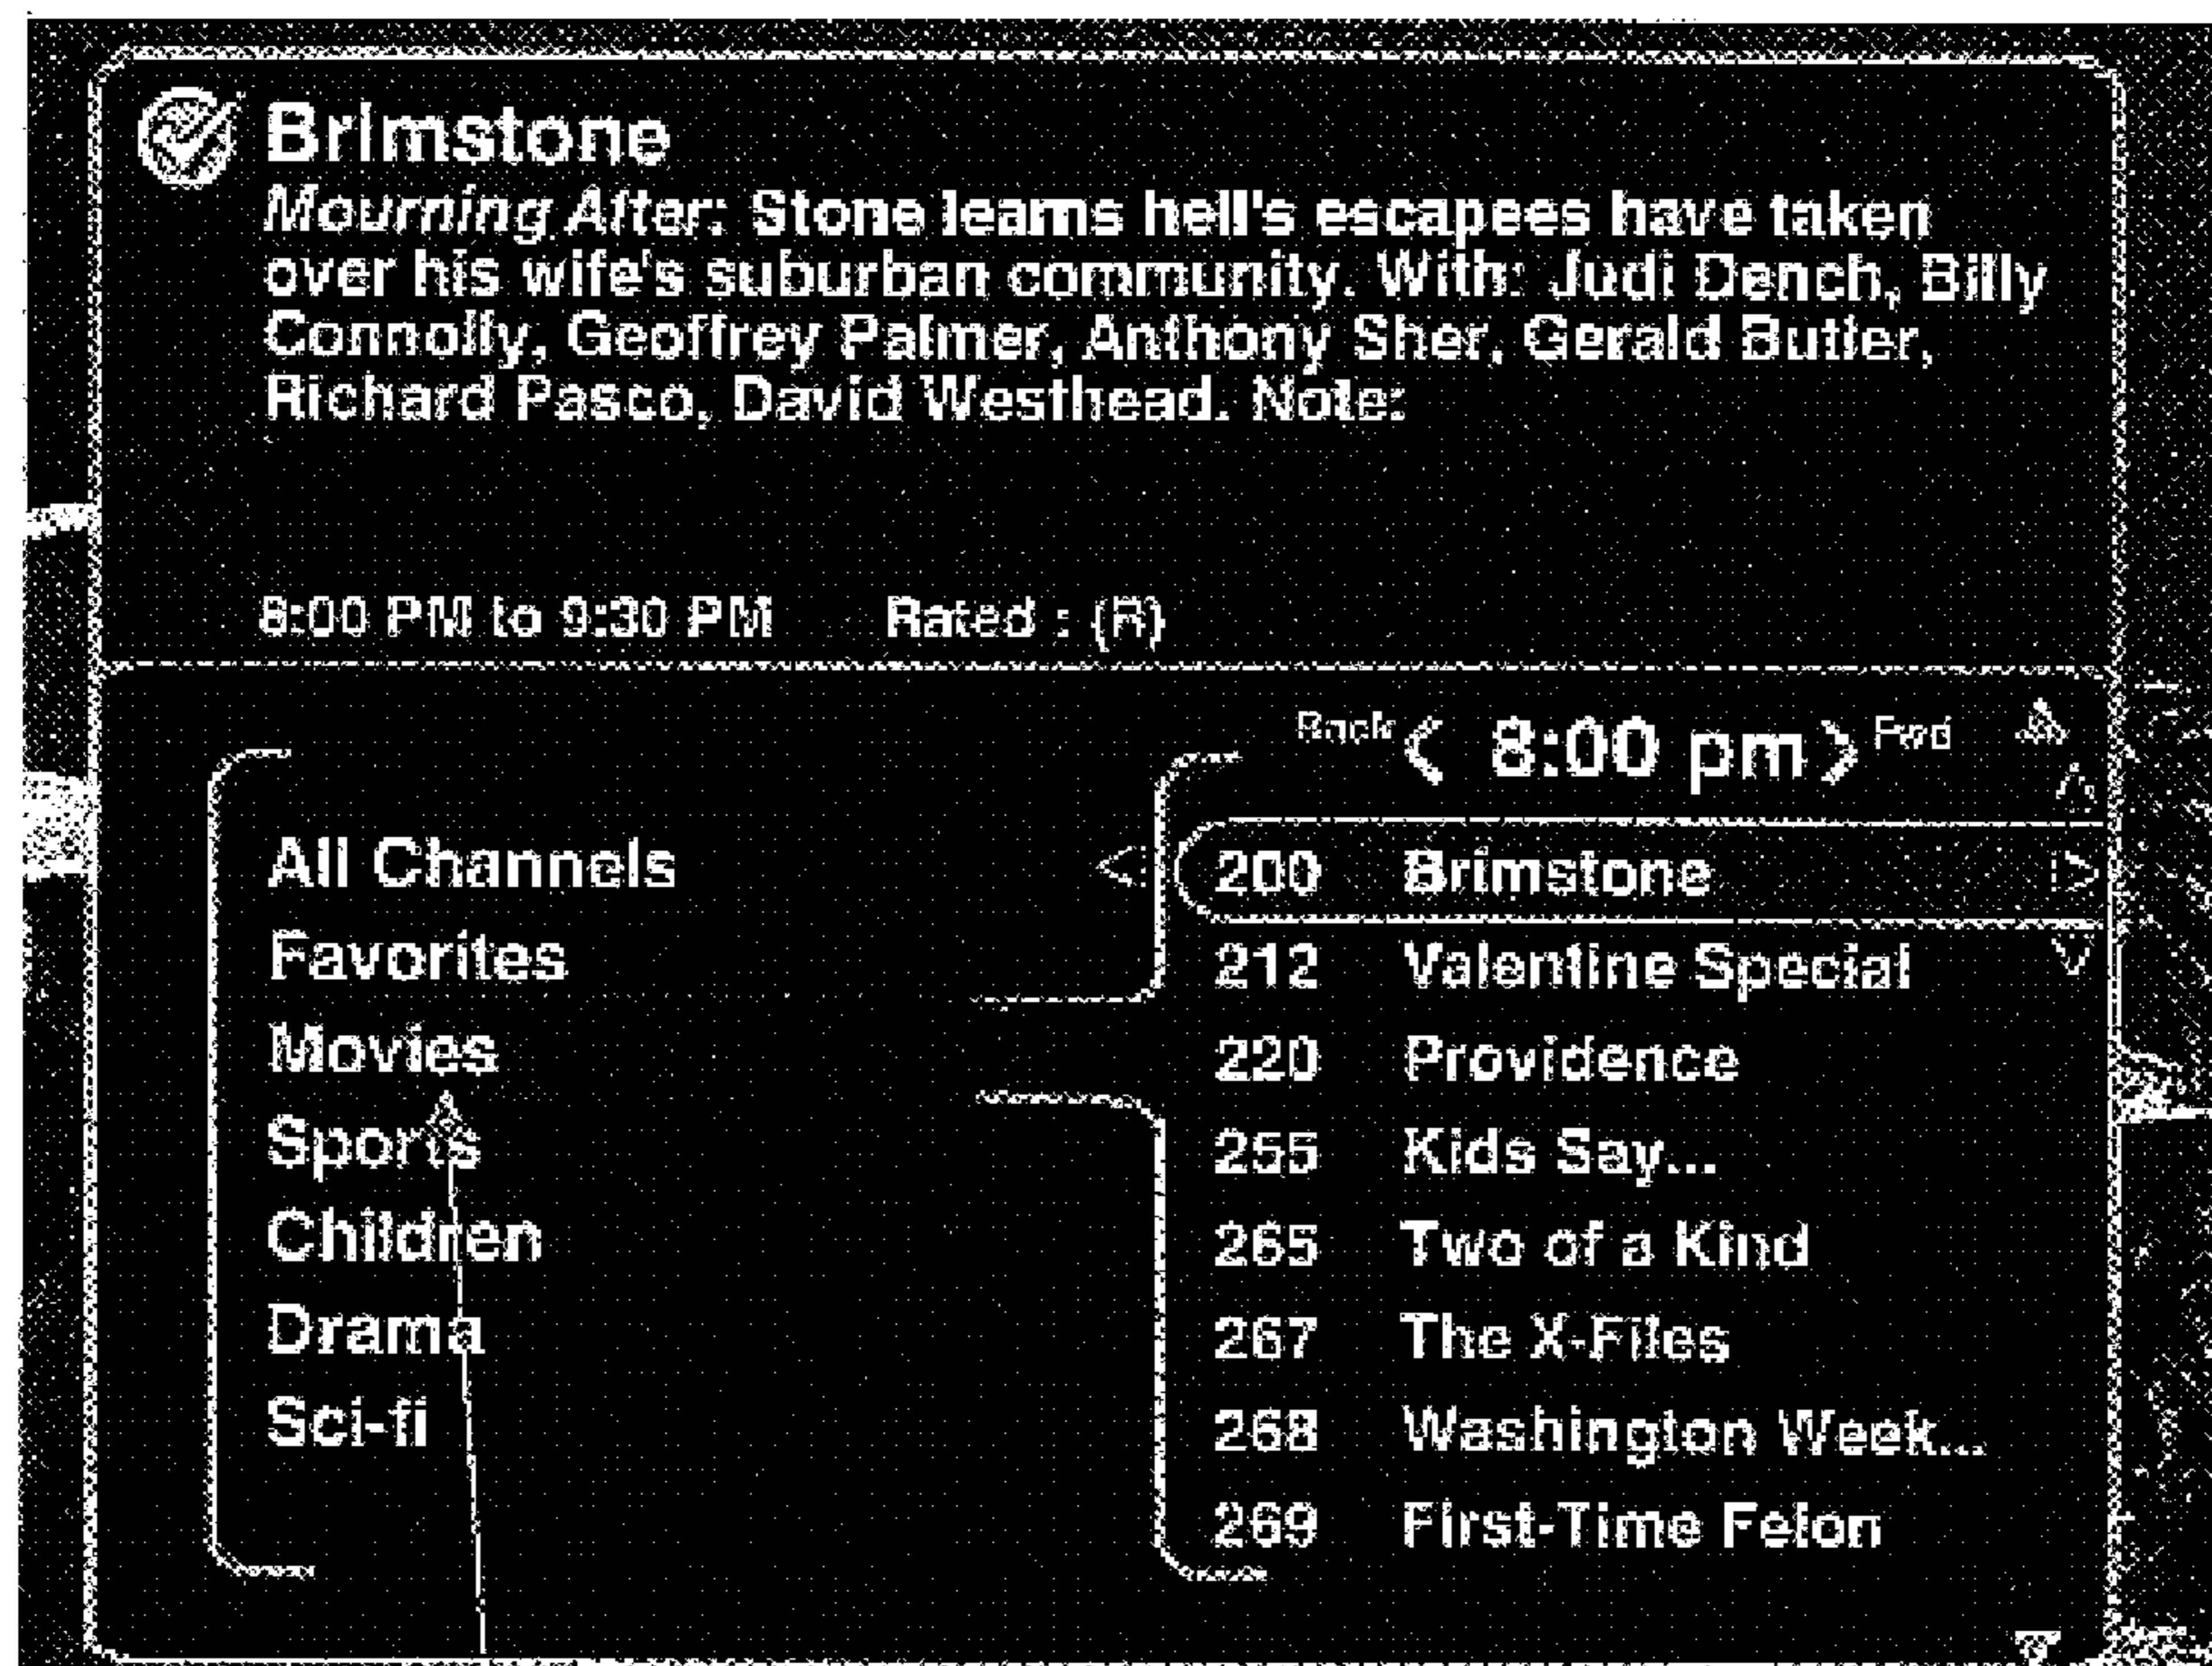 Brimstone
Mourning After: Stone learns hell's escapees have taken
over his wife's suburban community. With: Judi Dench, Billy
Connolly, Geoffrey Palmer, Anthony Sher, Gerald Butler,
Richard Pasco, David Westhead. Note:
8:00 PM to 9:30 PM Rated : (R)
Back < 8:00 pm > Fwd
All Channels
Favorites
Movies
Sports
Children
Drama
Sci-fi
200 Brimstone
212 Valentine Special
220 Providence
255 Kids Say...
265 Two of a Kind
267 The X-Files
268 Washington Week...
269 First-Time Felon